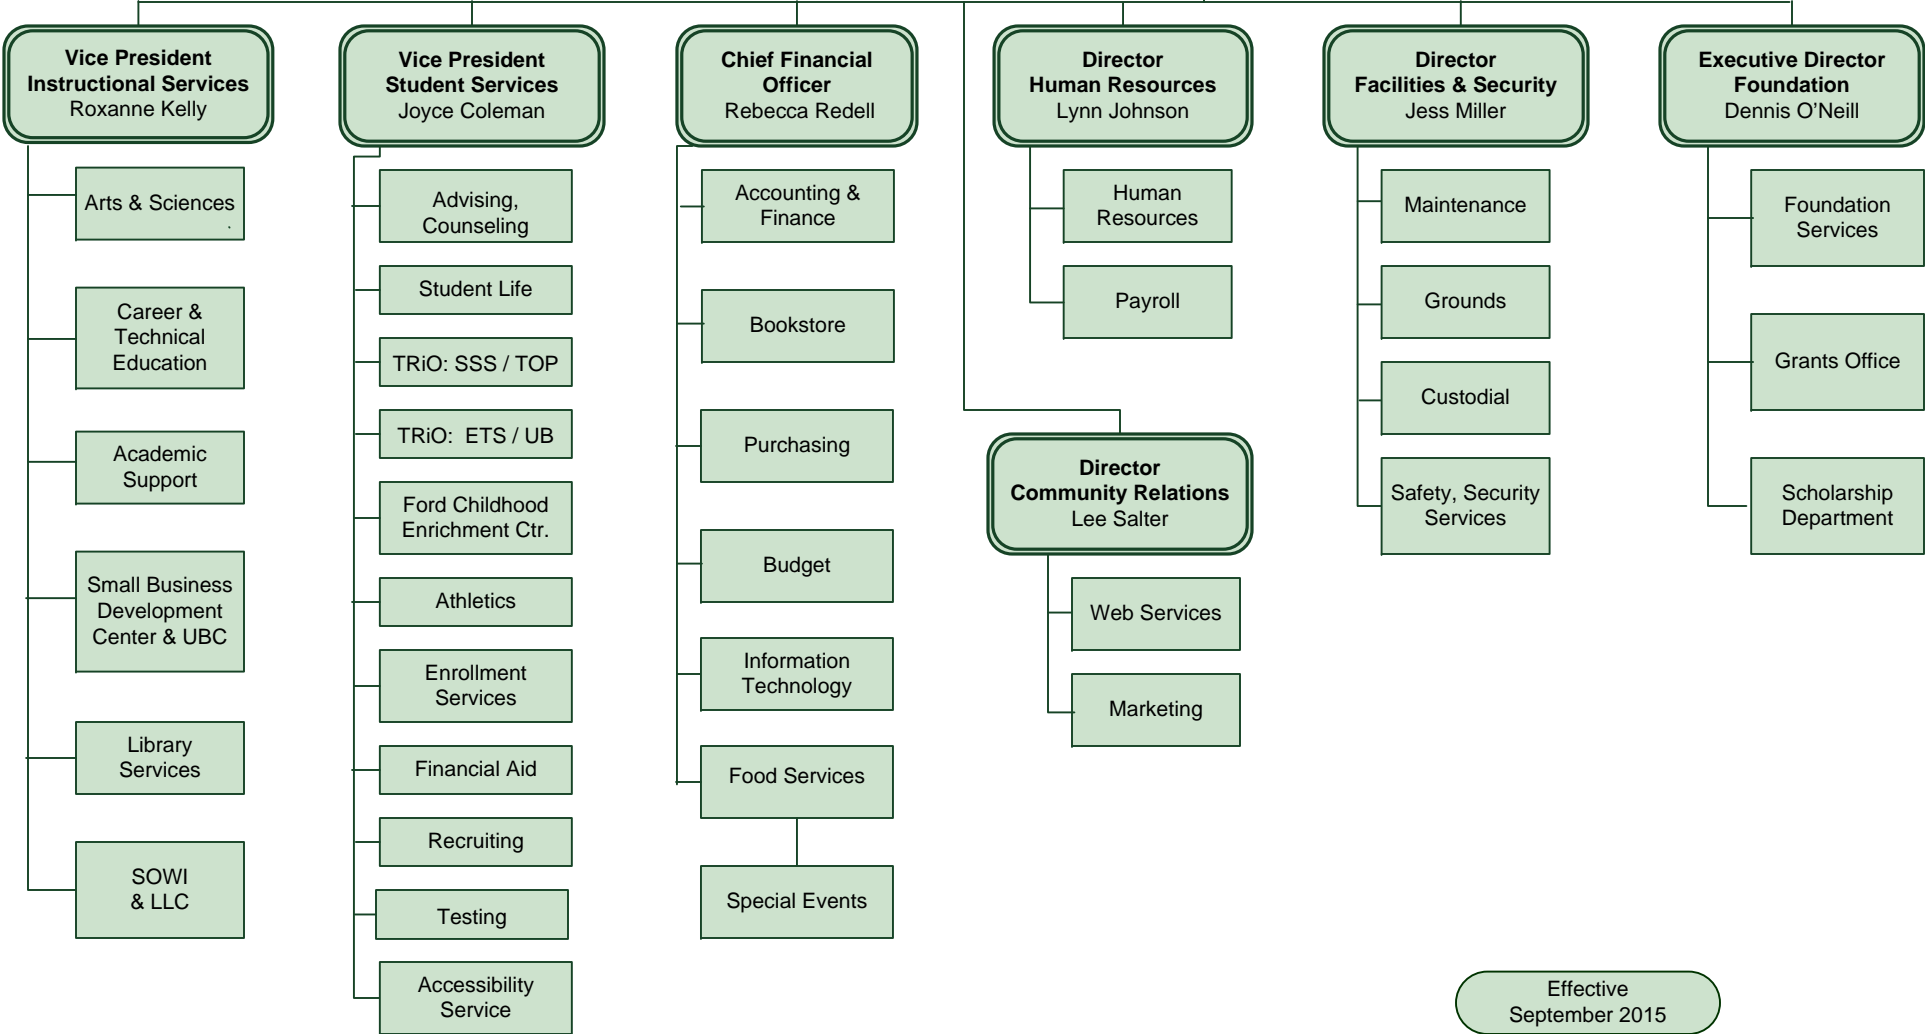 Vice President
Instructional Services
Roxanne Kelly
Arts & Sciences
.
Career &
Technical
Education
Academic
Support
Small Business
Development
Center & UBC
Library
Services
SOWI
& LLC
Vice President
Student Services
Joyce Coleman
Advising,
Counseling
Student Life
TRiO: SSS / TOP
TRiO:  ETS / UB
Ford Childhood
Enrichment Ctr.
Athletics
Enrollment
Services
Financial Aid
Recruiting
Testing
Accessibility
Service
Chief Financial
Officer
Rebecca Redell
Accounting &
Finance
Bookstore
Purchasing
Budget
Information
Technology
Food Services
Special Events
Director
Human Resources
Lynn Johnson
Human
Resources
Payroll
Director
Community Relations
Lee Salter
Web Services
Marketing
Director
Facilities & Security
Jess Miller
Maintenance
Grounds
Custodial
Safety, Security
Services
Executive Director
Foundation
Dennis O’Neill
Foundation
Services
Grants Office
Scholarship
Department
Effective
September 2015